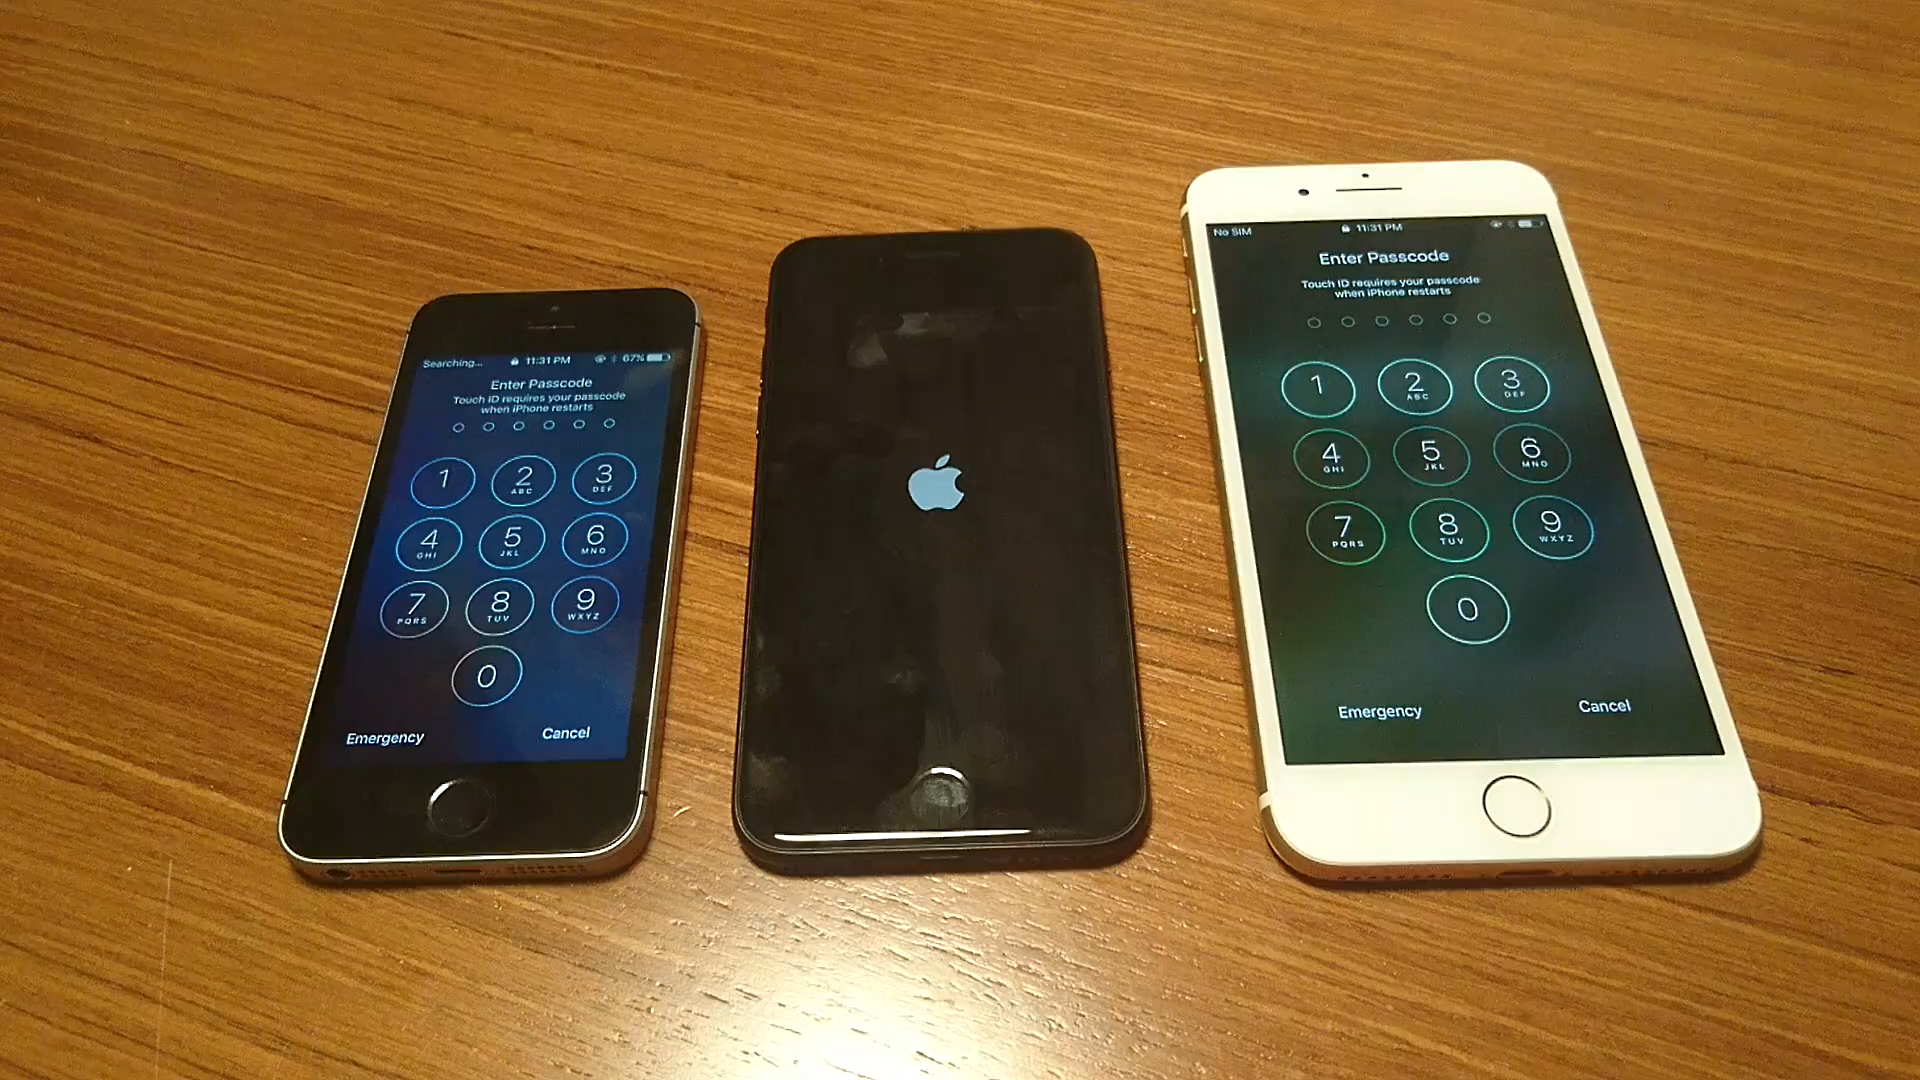 Searching... 11:31 PM 67%
Enter Passcode
Touch ID requires your passcode
when iPhone restarts
1 2 3
ABC DEF
4 5 6
GHI JKL MNO
7 8 9
PQRS TUV WXYZ
0
Emergency Cancel
No SIM 11:31 PM
Enter Passcode
Touch ID requires your passcode
when iPhone restarts
1 2 3
ABC DEF
4 5 6
GHI JKL MNO
7 8 9
PQRS TUV WXYZ
0
Emergency Cancel